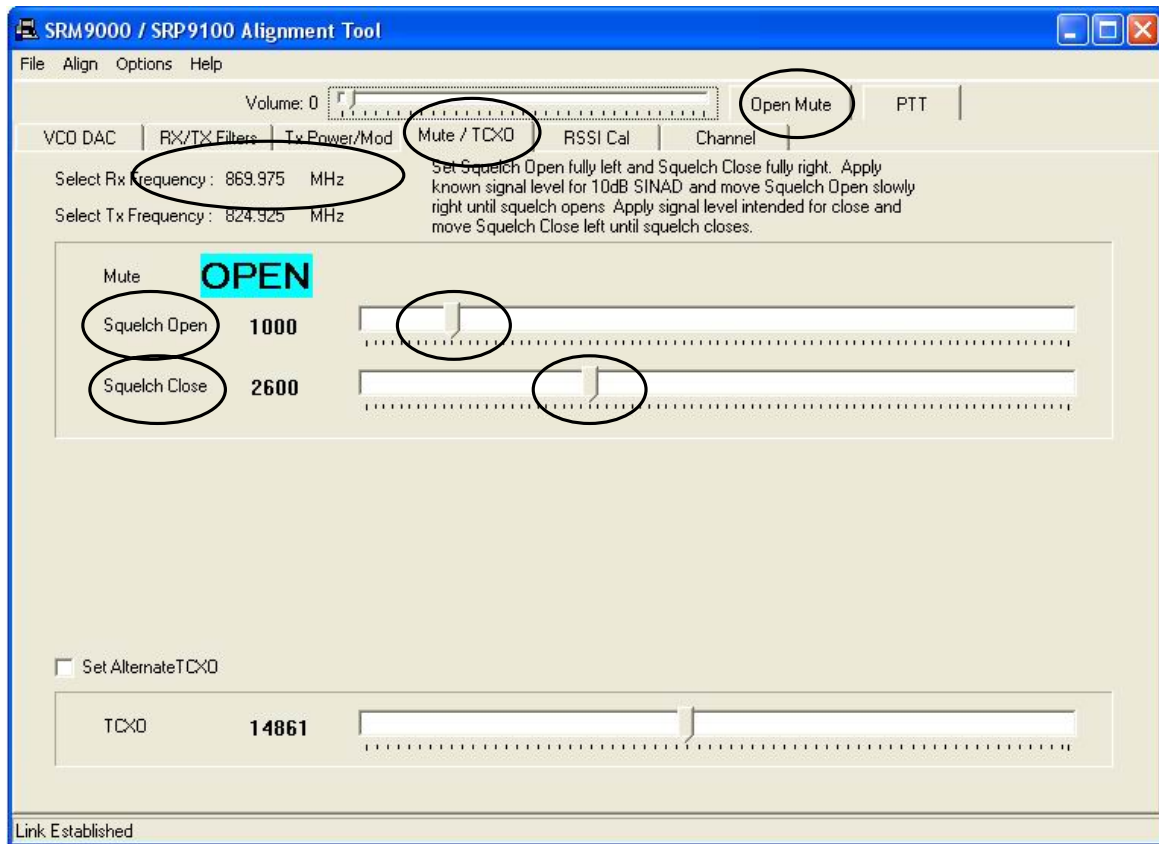 SRM9000 / SRP9100 Alignment Tool
File Align Options Help
Volume: 0
Open Mute
PTT
VCO DAC
RX/TX Filters
Tx Power/Mod
Mute / TCXO
RSSI Cal
Channel
Select Rx Frequency : 869.975 MHz
Select Tx Frequency : 824.925 MHz
Set Squelch Open fully left and Squelch Close fully right. Apply
known signal level for 10dB SINAD and move Squelch Open slowly
right until squelch opens Apply signal level intended for close and
move Squelch Close left until squelch closes.
Mute OPEN
Squelch Open 1000
Squelch Close 2600
Set AlternateTCXO
TCXO 14861
Link Established